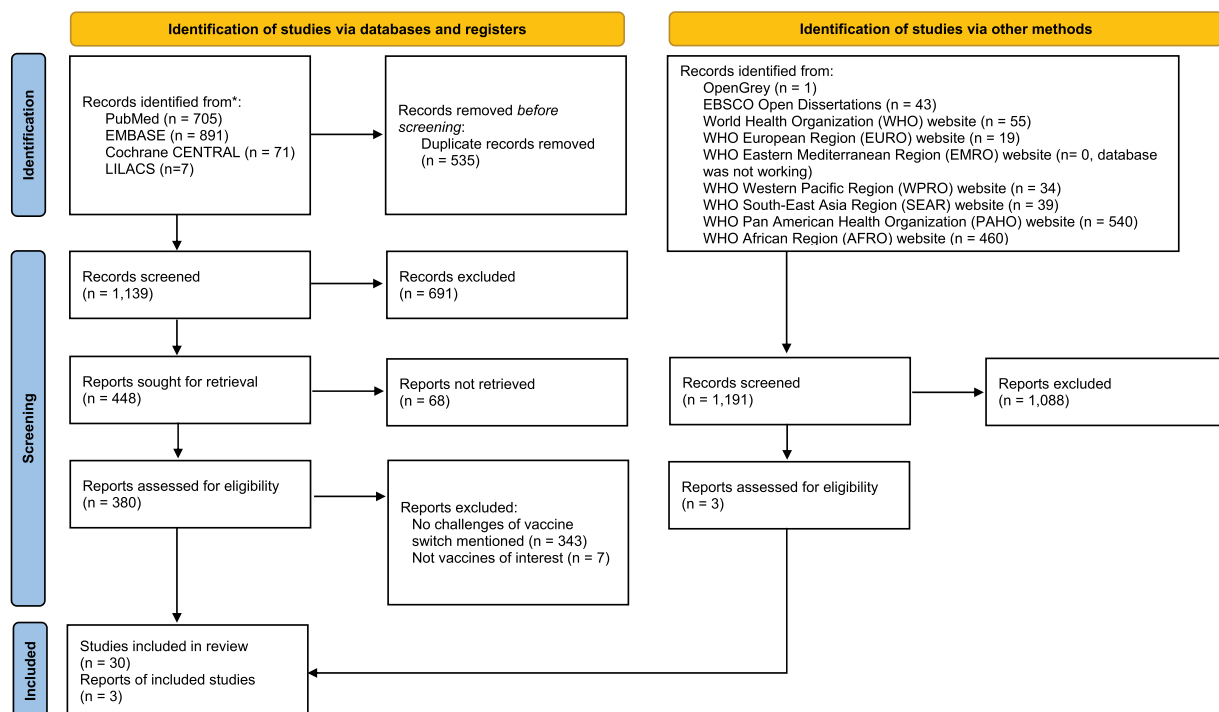 Identification of studies via databases and registers
Identification of studies via other methods
Identification
Records identified from*:
PubMed (n = 705)
EMBASE (n = 891)
Cochrane CENTRAL (n = 71)
LILACS (n=7)
Records removed before
screening:
Duplicate records removed
(n = 535)
Records identified from:
OpenGrey (n = 1)
EBSCO Open Dissertations (n = 43)
World Health Organization (WHO) website (n = 55)
WHO European Region (EURO) website (n = 19)
WHO Eastern Mediterranean Region (EMRO) website (n= 0, database
was not working)
WHO Western Pacific Region (WPRO) website (n = 34)
WHO South-East Asia Region (SEAR) website (n = 39)
WHO Pan American Health Organization (PAHO) website (n = 540)
WHO African Region (AFRO) website (n = 460)
Screening
Records screened
(n = 1,139)
Records excluded
(n = 691)
Reports sought for retrieval
(n = 448)
Reports not retrieved
(n = 68)
Records screened
(n = 1,191)
Reports excluded
(n = 1,088)
Reports assessed for eligibility
(n = 380)
Reports excluded:
No challenges of vaccine
switch mentioned (n = 343)
Not vaccines of interest (n = 7)
Reports assessed for eligibility
(n = 3)
Included
Studies included in review
(n = 30)
Reports of included studies
(n = 3)